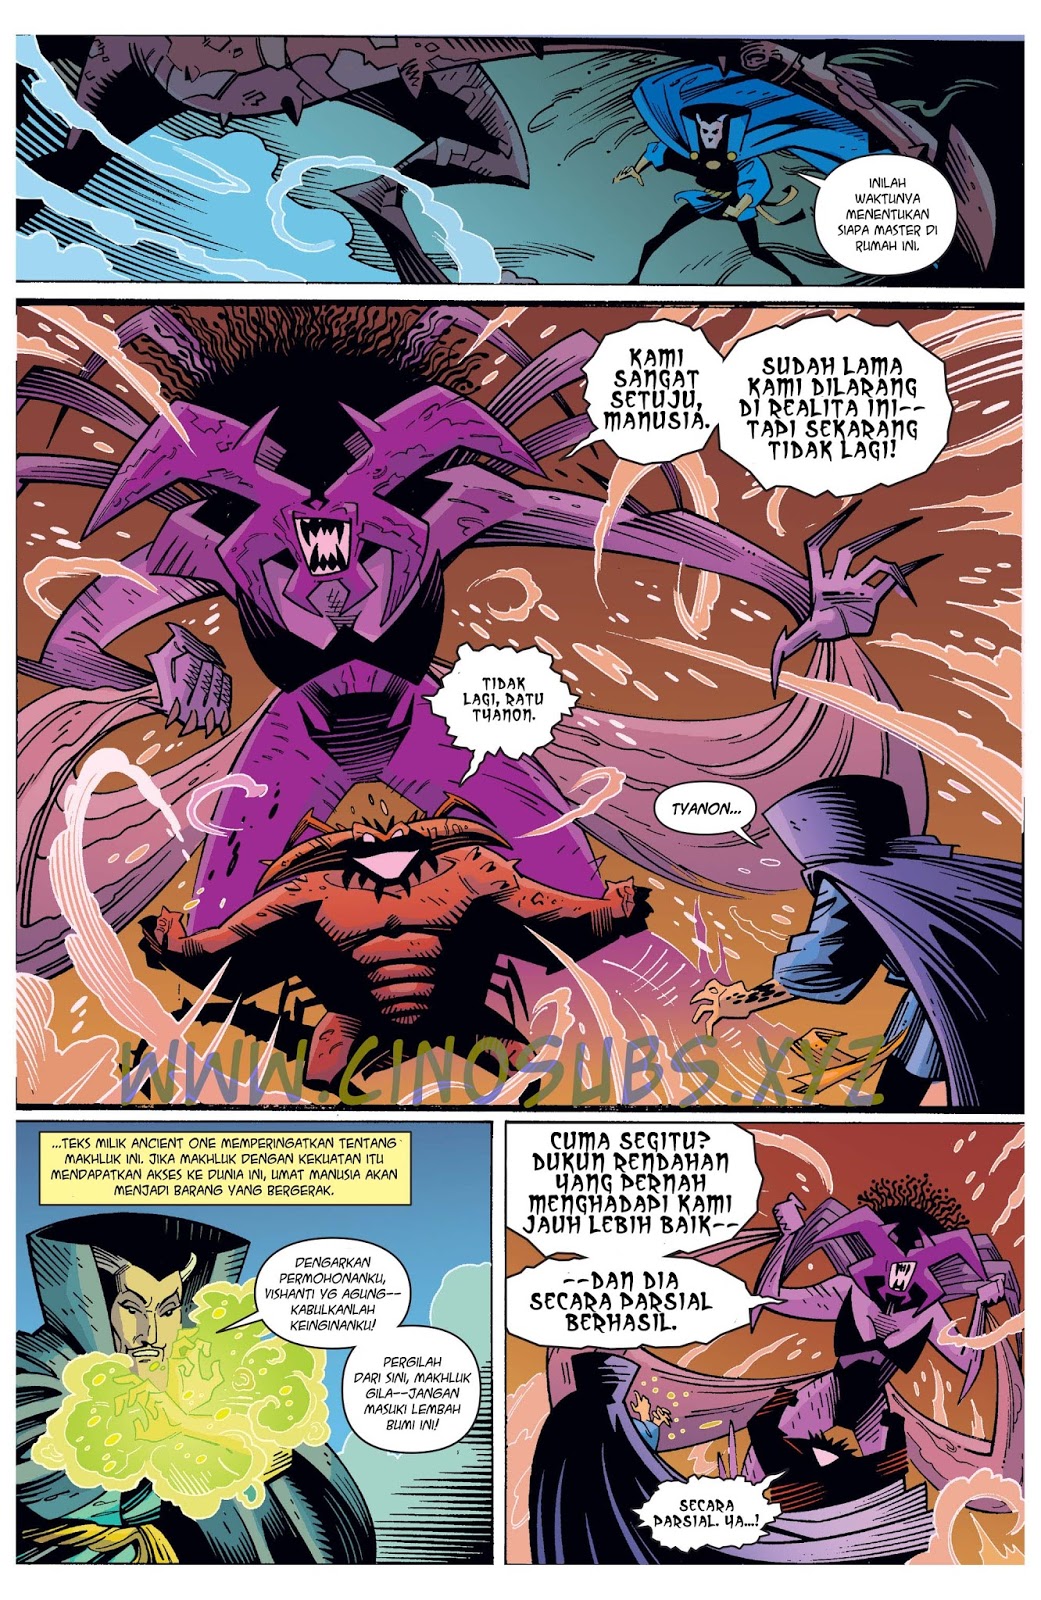 INILAH
WAKTUNYA
MENENTUKAN
SIAPA MASTER DI
RUMAH INI.
KAMI
SANGAT
SETUJU,
MANUSIA.
SUDAH LAMA
KAMI DILARANG
DI REALITA INI--
TAPI SEKARANG
TIDAK LAGI!
TIDAK
LAGI, RATU
TYANON.
TYANON...
WWW.CINOSUBS.XYZ
...TEKS MILIK ANCIENT ONE MEMPERINGATKAN TENTANG
MAKHLUK INI. JIKA MAKHLUK DENGAN KEKUATAN ITU
MENDAPATKAN AKSES KE DUNIA INI, UMAT MANUSIA AKAN
MENJADI BARANG YANG BERGERAK.
DENGARKAN
PERMOHONANKU,
VISHANTI YG AGUNG--
KABULKANLAH
KEINGINANKU!
PERGILAH
DARI SINI, MAKHLUK
GILA--JANGAN
MASUKI LEMBAH
BUMI INI!
CUMA SEGITU?
DUKUN RENDAHAN
YANG PERNAH
MENGHADAPI KAMI
JAUH LEBIH BAIK--
--DAN DIA
SECARA PARSIAL
BERHASIL.
SECARA
PARSIAL. YA...!